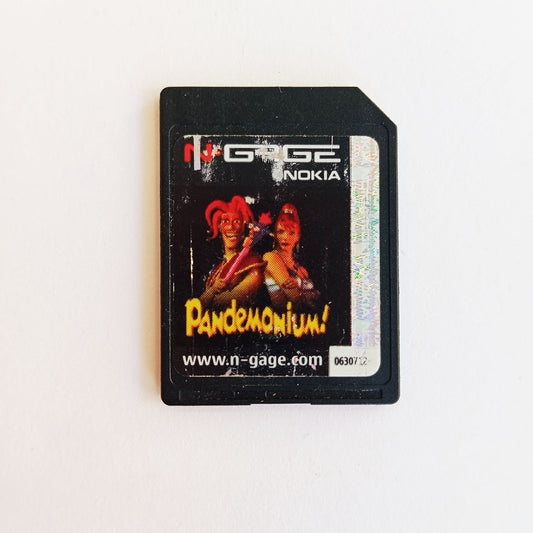 N-GAGE
NOKIA
PANDEMONIUM!
www.n-gage.com
0630712